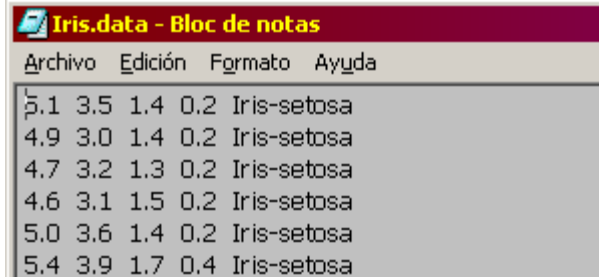 Iris.data - Bloc de notas
Archivo Edición Formato Ayuda
5.1 3.5 1.4 0.2 Iris-setosa
4.9 3.0 1.4 0.2 Iris-setosa
4.7 3.2 1.3 0.2 Iris-setosa
4.6 3.1 1.5 0.2 Iris-setosa
5.0 3.6 1.4 0.2 Iris-setosa
5.4 3.9 1.7 0.4 Iris-setosa